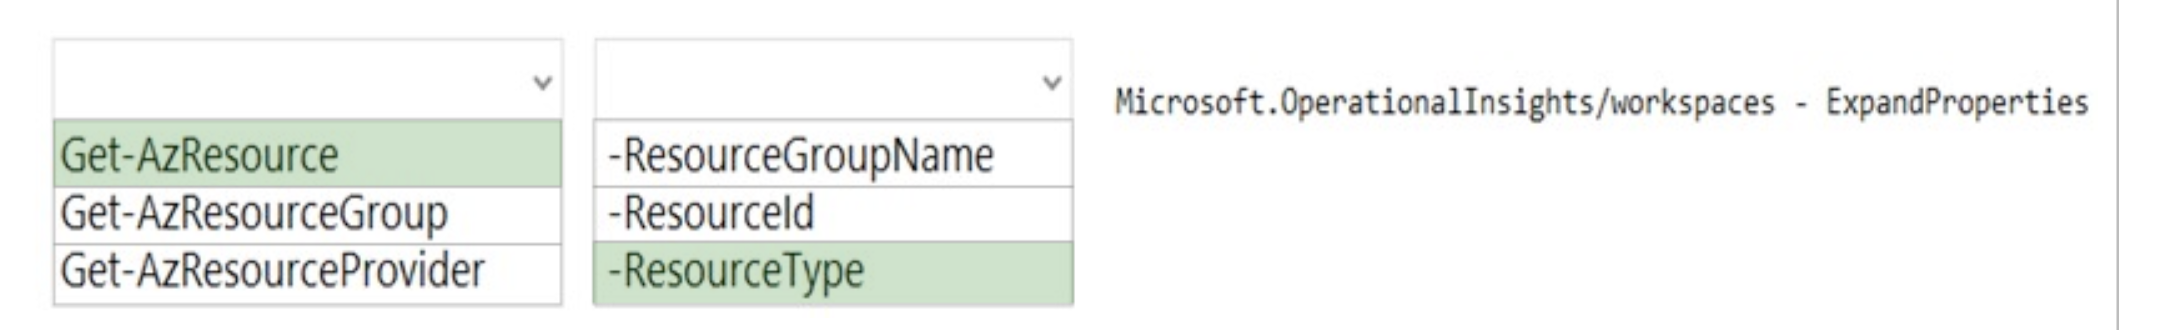 Microsoft.OperationalInsights/workspaces - ExpandProperties
Get-AzResource
Get-AzResourceGroup
Get-AzResourceProvider
-ResourceGroupName
-ResourceId
-ResourceType